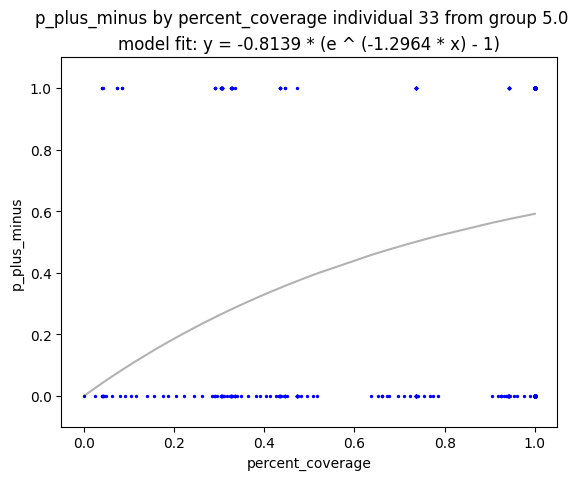 p_plus_minus by percent_coverage individual 33 from group 5.0
model fit: y = -0.8139 * (e ^ (-1.2964 * x) - 1)
1.0
0.8
0.6
0.4
0.2
0.0
p_plus_minus
0.0 0.2 0.4 0.6 0.8 1.0
percent_coverage